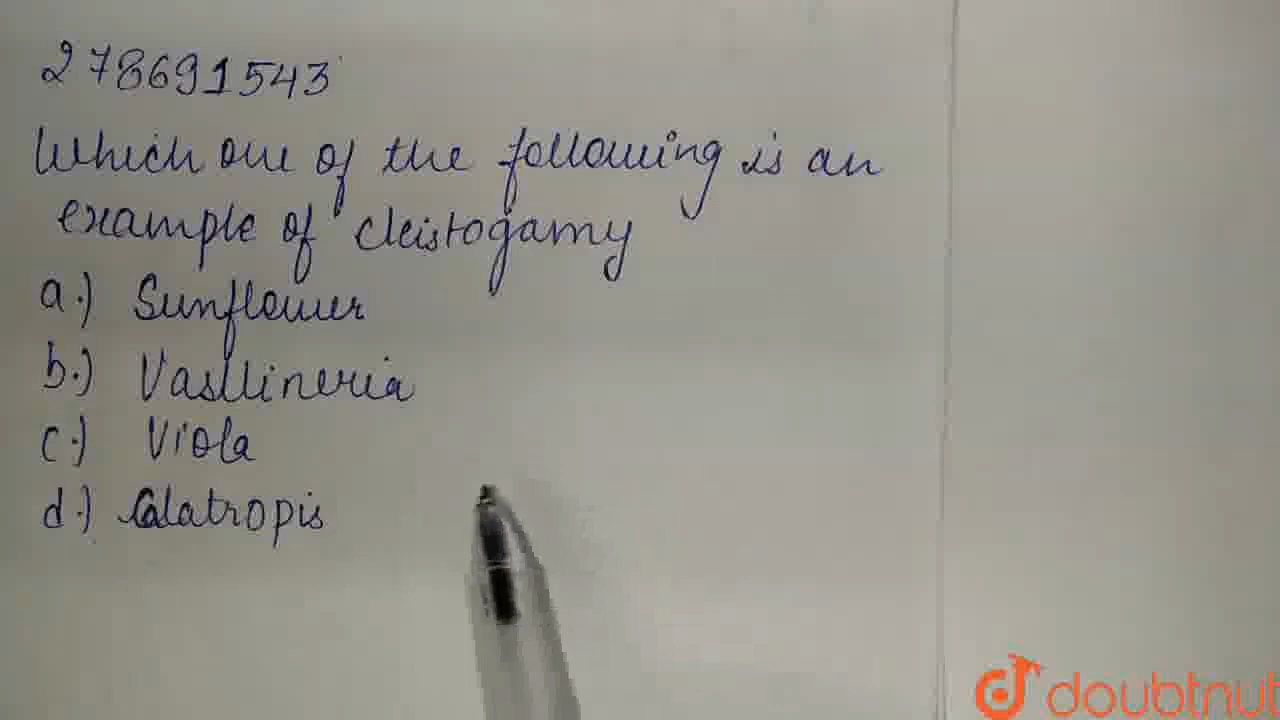 278691543
Which one of the following is an
example of cleistogamy
a.) Sunflower
b.) Vasllineria
c.) Viola
d.) Calatropis
doubtnut